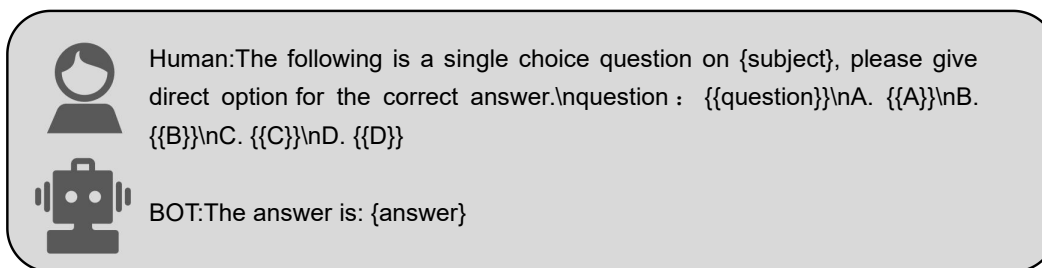 Human:The following is a single choice question on {subject}, please give
direct option for the correct answer.\nquestion： {{question}}\nA. {{A}}\nB.
{{B}}\nC. {{C}}\nD. {{D}}
BOT:The answer is: {answer}